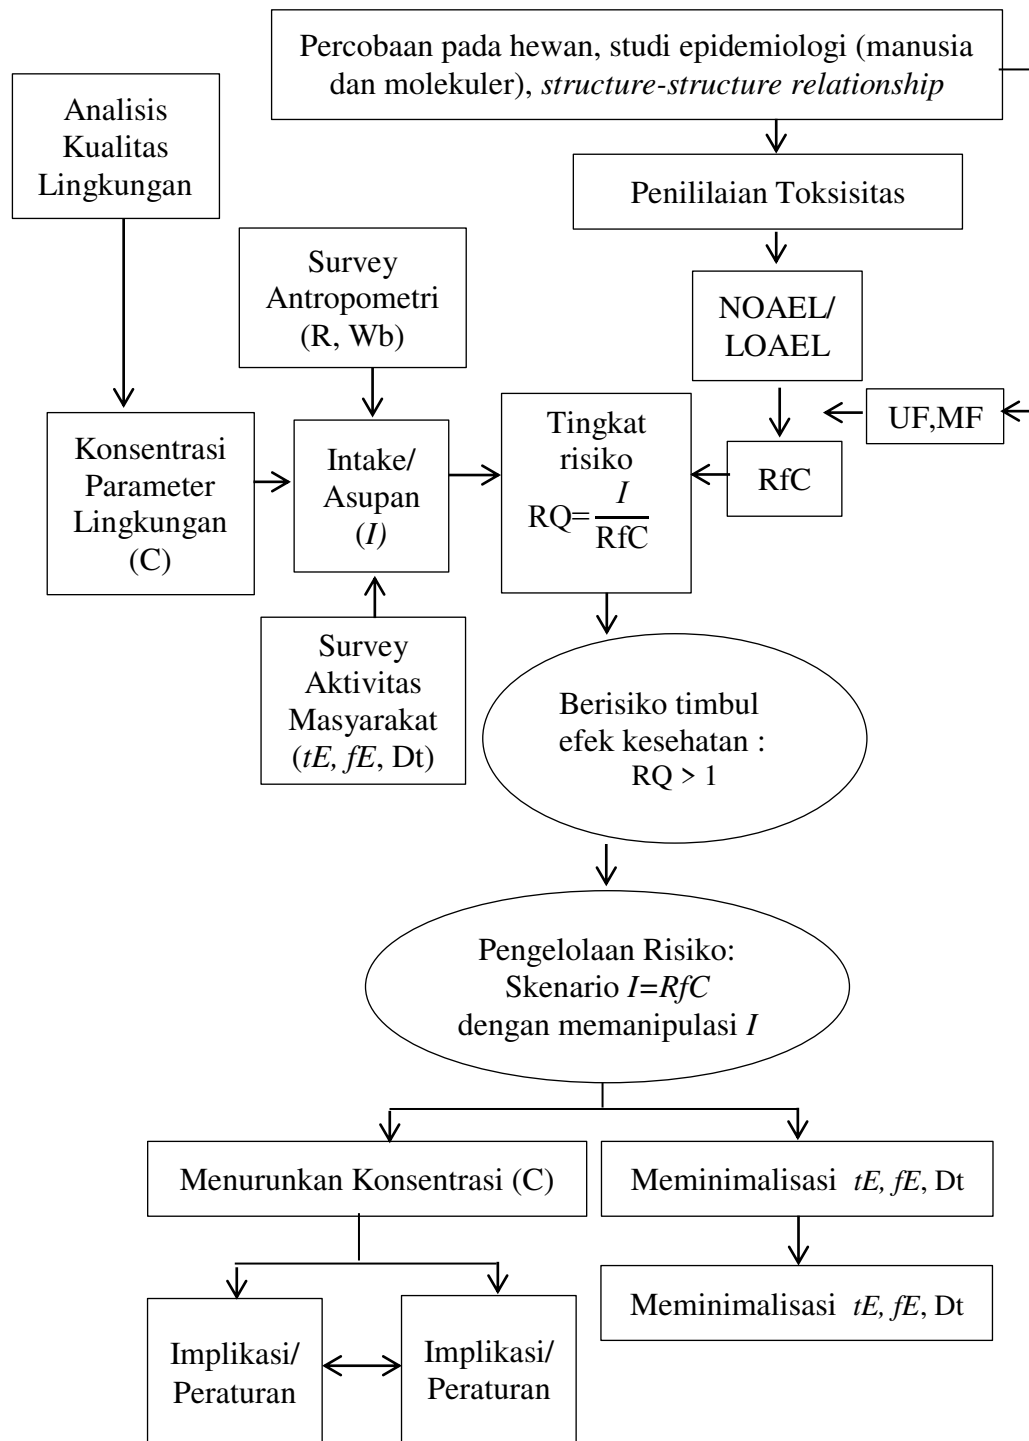 Percobaan pada hewan, studi epidemiologi (manusia
dan molekuler), structure-structure relationship
Analisis
Kualitas
Lingkungan
Penililaian Toksisitas
Survey
Antropometri
(R, Wb)
NOAEL/
LOAEL
UF,MF
Konsentrasi
Parameter
Lingkungan
(C)
Intake/
Asupan
(I)
Tingkat
risiko
RQ=I/RfC
RfC
Survey
Aktivitas
Masyarakat
(tE, fE, Dt)
Berisiko timbul
efek kesehatan :
RQ > 1
Pengelolaan Risiko:
Skenario I=RfC
dengan memanipulasi I
Menurunkan Konsentrasi (C)
Meminimalisasi tE, fE, Dt
Meminimalisasi tE, fE, Dt
Implikasi/
Peraturan
Implikasi/
Peraturan